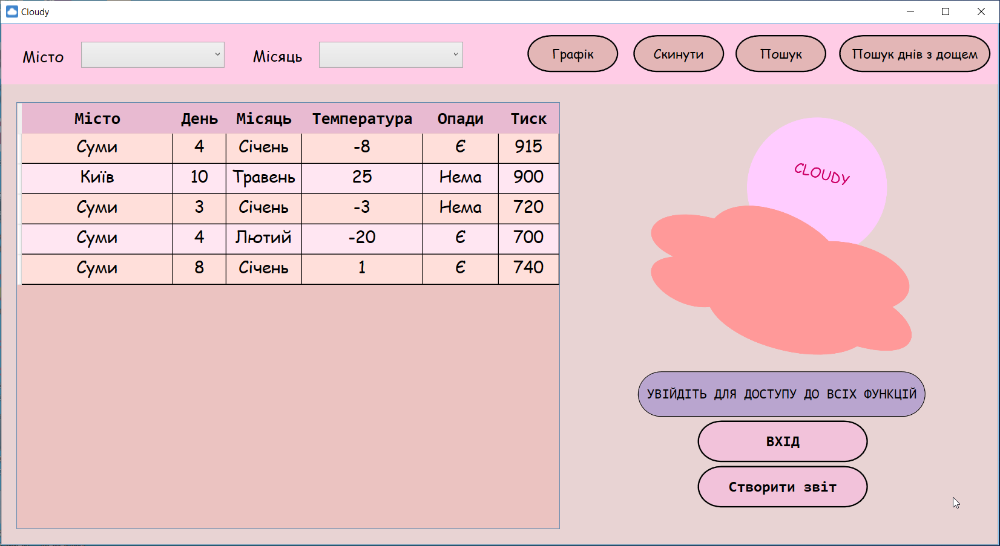 Cloudy
Місто Місяць Графік Скинути Пошук Пошук днів з дощем
Місто День Місяць Температура Опади Тиск
Суми 4 Січень -8 Є 915
Київ 10 Травень 25 Нема 900
Суми 3 Січень -3 Нема 720
Суми 4 Лютий -20 Є 700
Суми 8 Січень 1 Є 740
CLOUDY
УВІЙДІТЬ ДЛЯ ДОСТУПУ ДО ВСІХ ФУНКЦІЙ
ВХІД
Створити звіт